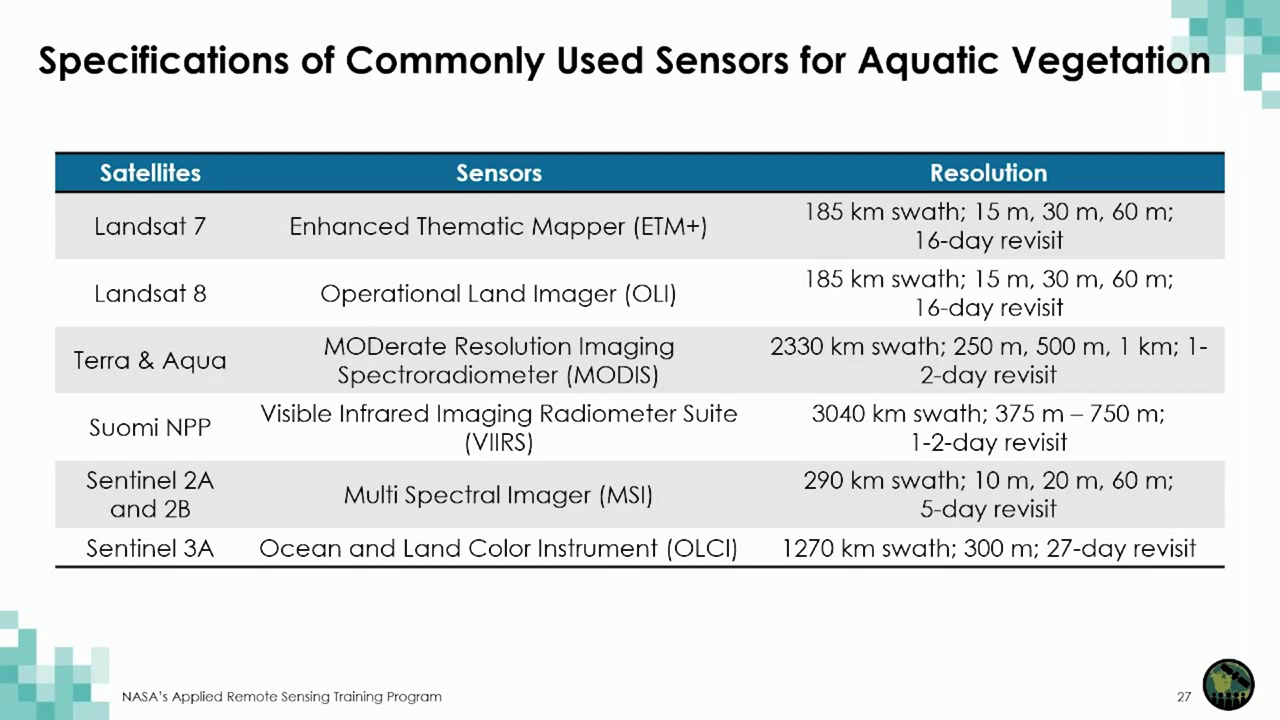 Specifications of Commonly Used Sensors for Aquatic Vegetation
Satellites Sensors Resolution
Landsat 7 Enhanced Thematic Mapper (ETM+) 185 km swath; 15 m, 30 m, 60 m;
16-day revisit
Landsat 8 Operational Land Imager (OLI) 185 km swath; 15 m, 30 m, 60 m;
16-day revisit
Terra & Aqua MODerate Resolution Imaging
Spectroradiometer (MODIS) 2330 km swath; 250 m, 500 m, 1 km; 1-
2-day revisit
Suomi NPP Visible Infrared Imaging Radiometer Suite
(VIIRS) 3040 km swath; 375 m – 750 m;
1-2-day revisit
Sentinel 2A
and 2B Multi Spectral Imager (MSI) 290 km swath; 10 m, 20 m, 60 m;
5-day revisit
Sentinel 3A Ocean and Land Color Instrument (OLCI) 1270 km swath; 300 m; 27-day revisit
NASA's Applied Remote Sensing Training Program 27